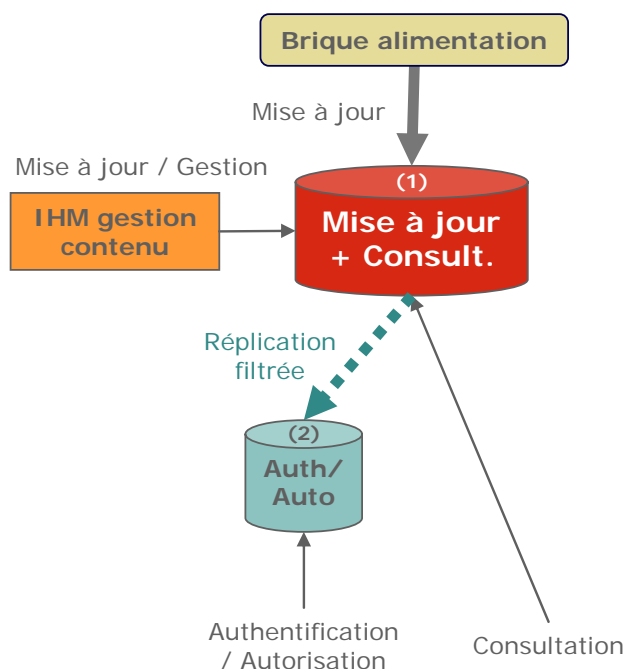 Brique alimentation
Mise à jour
Mise à jour / Gestion
(1)
IHM gestion
contenu
Mise à jour
+ Consult.
Réplication
filtrée
(2)
Auth/
Auto
Authentification
/ Autorisation
Consultation